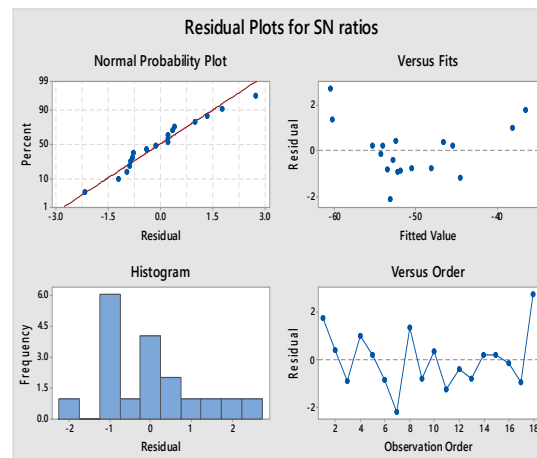 Residual Plots for SN ratios
Normal Probability Plot
99
90
50
10
1
Percent
-3.0 -1.5 0.0 1.5 3.0
Residual
Versus Fits
2
0
-2
Residual
-60 -50 -40
Fitted Value
Histogram
6.0
4.5
3.0
1.5
0.0
Frequency
-2 -1 0 1 2
Residual
Versus Order
2
0
-2
Residual
2 4 6 8 10 12 14 16 18
Observation Order